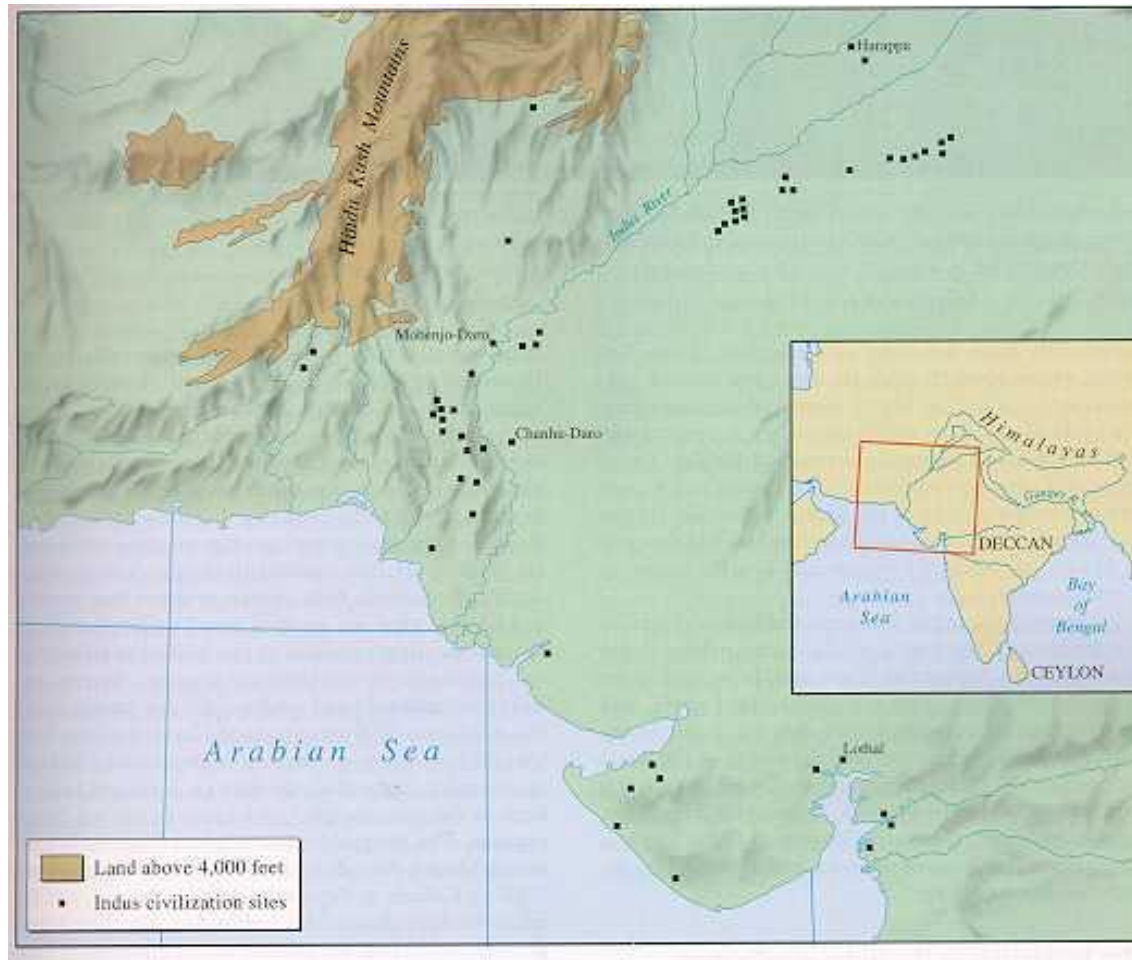 Harappa
Hindu Kush Mountains
Indus River
Mohenjo-Daro
Chanhu-Daro
Himalayas
Ganges R.
DECCAN
Arabian
Sea
Bay
of
Bengal
CEYLON
Arabian Sea
Lothal
Land above 4,000 feet
Indus civilization sites